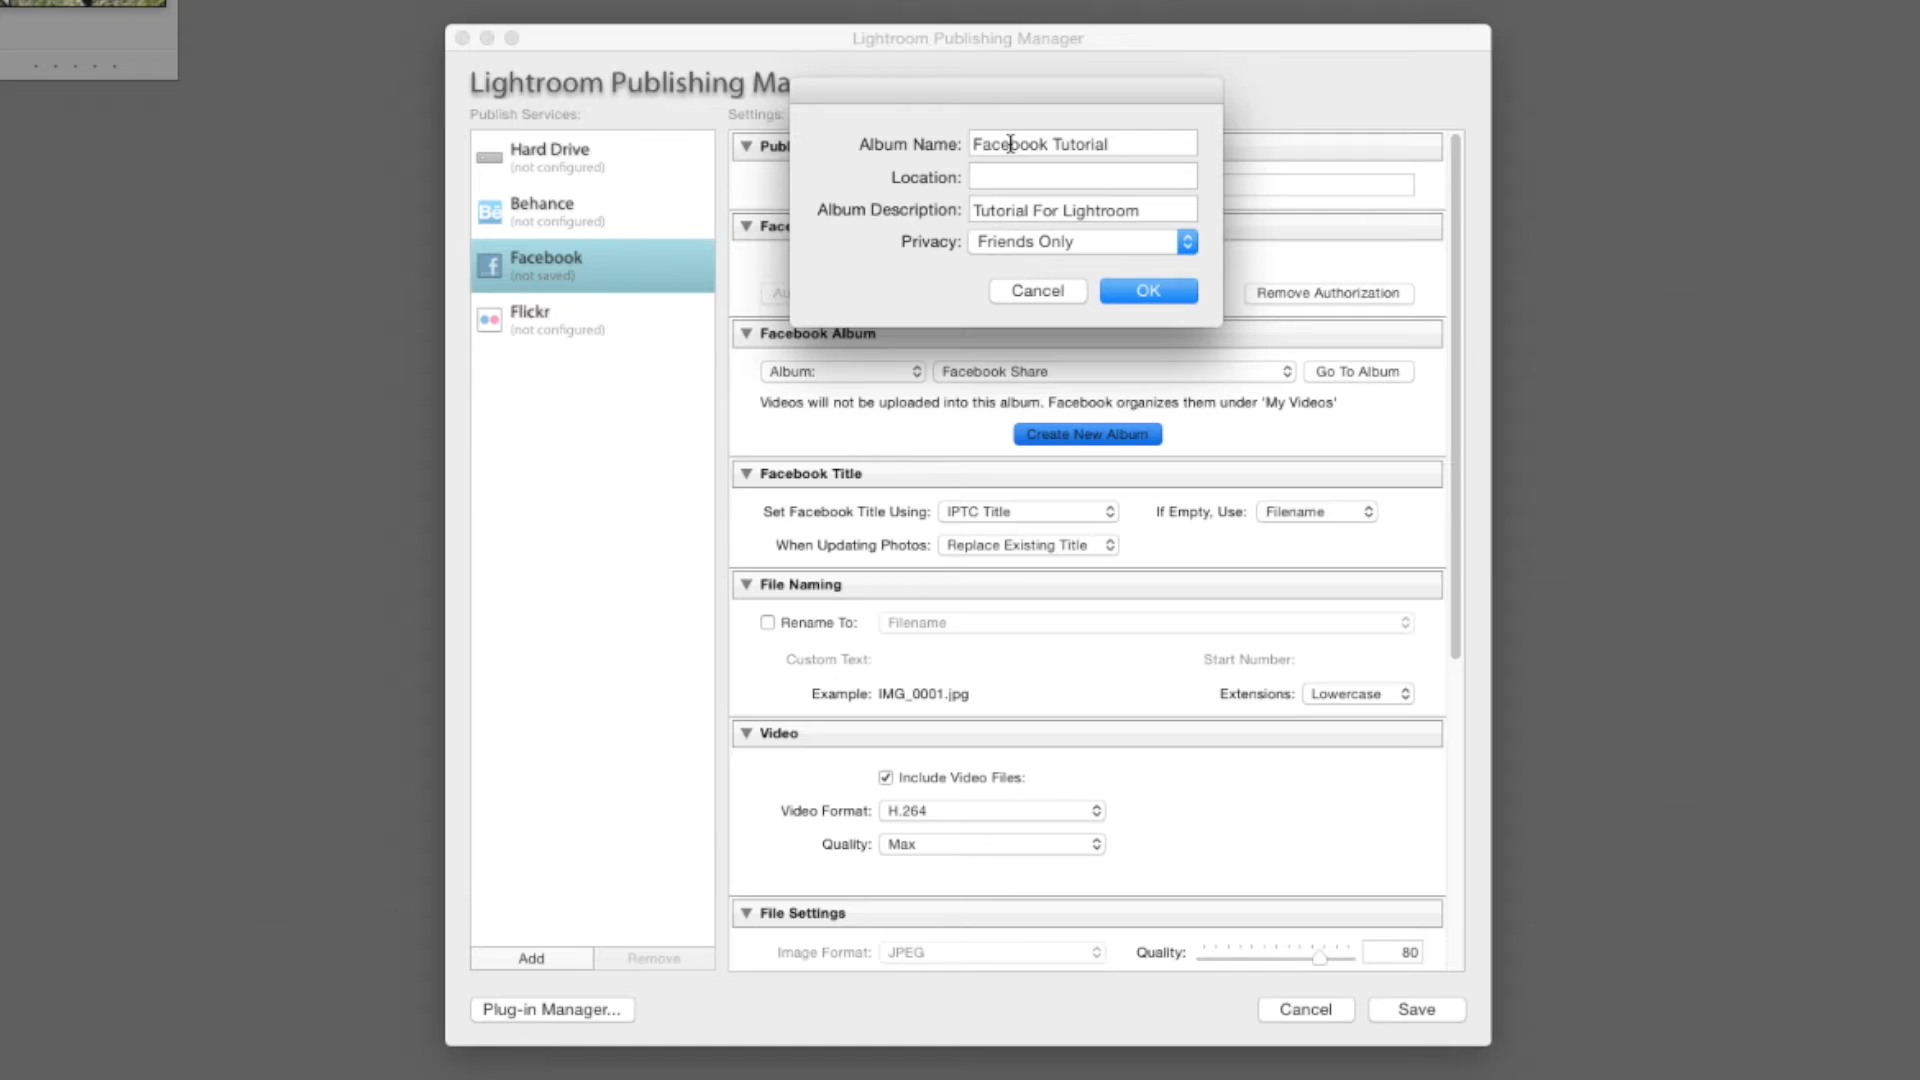 Lightroom Publishing Manager
Lightroom Publishing Ma
Publish Services:
Hard Drive
(not configured)
Behance
(not configured)
Facebook
(not saved)
Flickr
(not configured)
Add
Remove
Plug-in Manager...
Album Name: Facebook Tutorial
Location:
Album Description: Tutorial For Lightroom
Privacy: Friends Only
Cancel
OK
Settings:
Publ
Face
Au
Remove Authorization
Facebook Album
Album: Facebook Share Go To Album
Videos will not be uploaded into this album. Facebook organizes them under 'My Videos'
Create New Album
Facebook Title
Set Facebook Title Using: IPTC Title If Empty, Use: Filename
When Updating Photos: Replace Existing Title
File Naming
Rename To: Filename
Custom Text: Start Number:
Example: IMG_0001.jpg Extensions: Lowercase
Video
Include Video Files:
Video Format: H.264
Quality: Max
File Settings
Image Format: JPEG Quality: 80
Cancel
Save